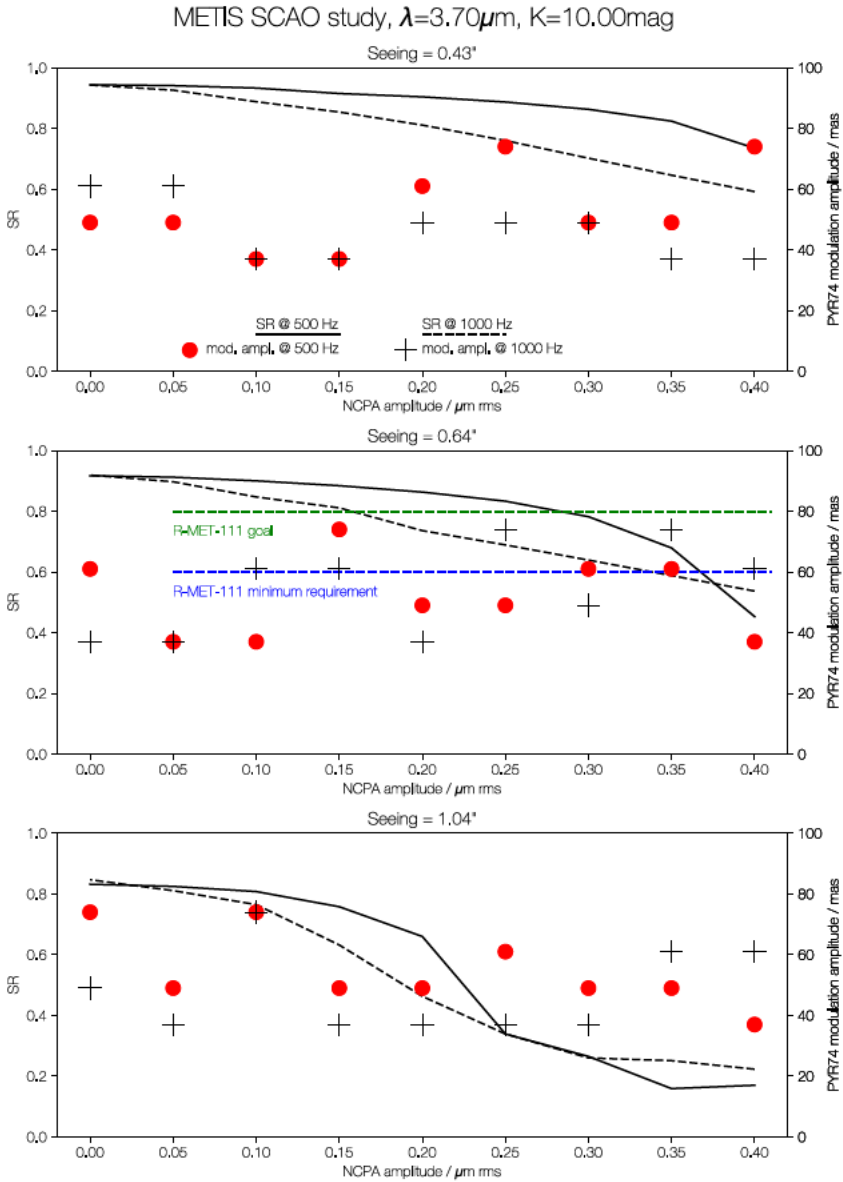 METIS SCAO study, λ=3.70μm, K=10.00mag
Seeing = 0.43"
1.0
0.8
0.6
0.4
0.2
0.0
SR
100
80
60
40
20
0
PYR74 modulation amplitude / mas
SR @ 500 Hz
mod. ampl. @ 500 Hz
SR @ 1000 Hz
mod. ampl. @ 1000 Hz
0.00 0.05 0.10 0.15 0.20 0.25 0.30 0.35 0.40
NCPA amplitude / μm rms
Seeing = 0.64"
1.0
0.8
0.6
0.4
0.2
0.0
SR
100
80
60
40
20
0
PYR74 modulation amplitude / mas
R-MET-111 goal
R-MET-111 minimum requirement
0.00 0.05 0.10 0.15 0.20 0.25 0.30 0.35 0.40
NCPA amplitude / μm rms
Seeing = 1.04"
1.0
0.8
0.6
0.4
0.2
0.0
SR
100
80
60
40
20
0
PYR74 modulation amplitude / mas
0.00 0.05 0.10 0.15 0.20 0.25 0.30 0.35 0.40
NCPA amplitude / μm rms